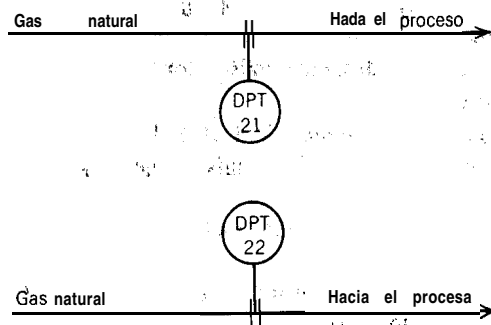 Gas natural Hada el proceso
DPT
21
DPT
22
Gas natural Hacia el procesa